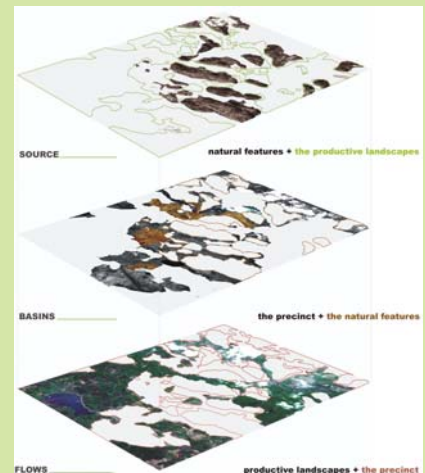 SOURCE natural features + the productive landscapes
BASINS the precinct + the natural features
FLOWS productive landscapes + the precinct